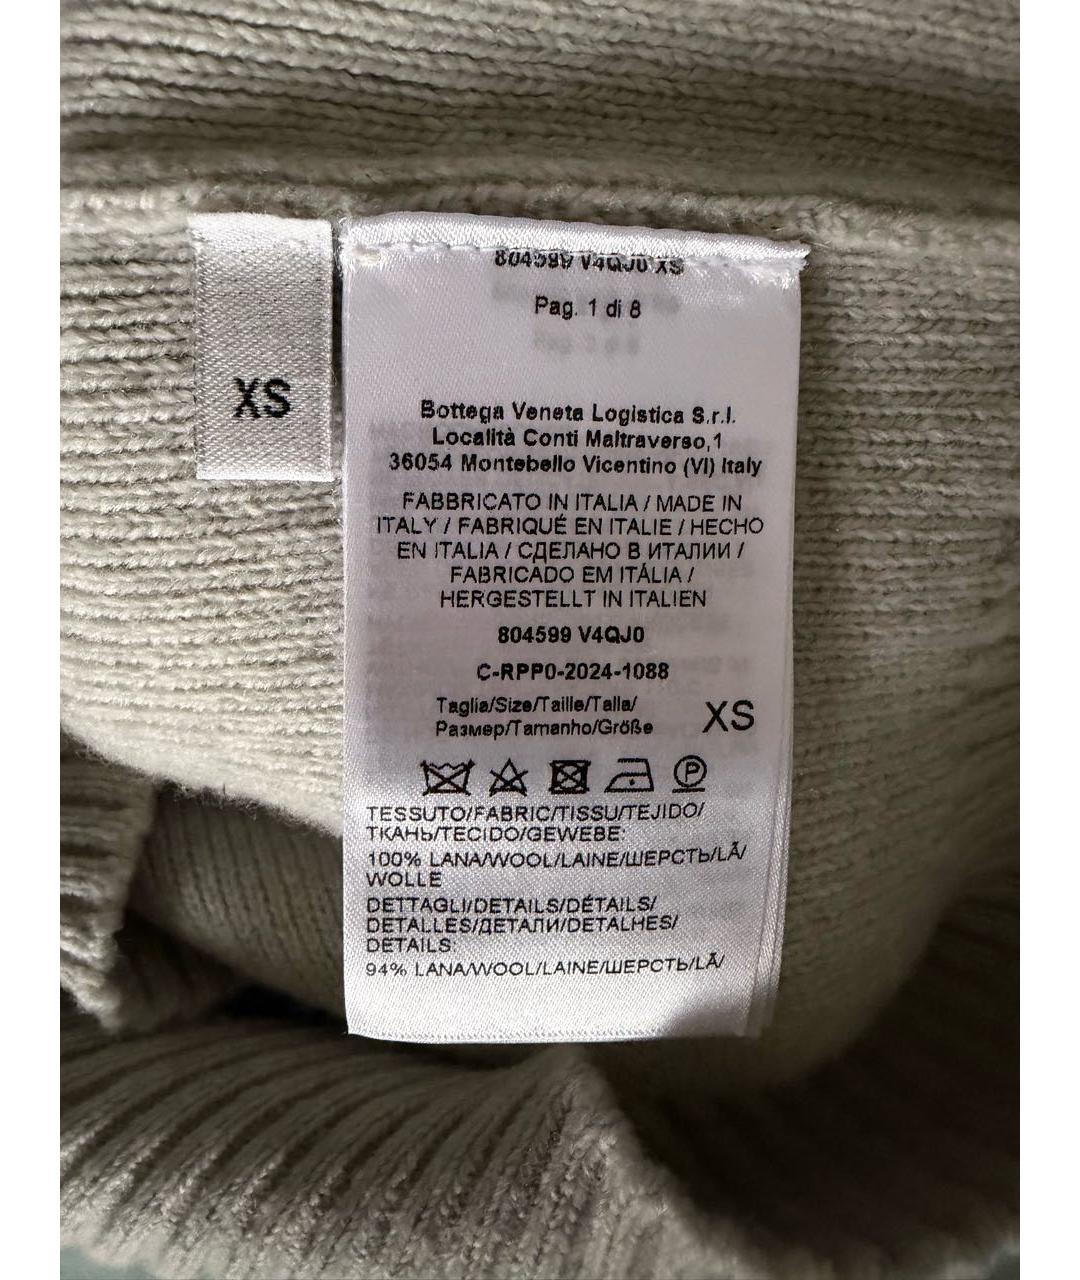 804599 V4QJ0 XS
Pag. 1 di 8
XS
Bottega Veneta Logistica S.r.l.
Località Conti Maltraverso,1
36054 Montebello Vicentino (VI) Italy
FABBRICATO IN ITALIA / MADE IN
ITALY / FABRIQUÉ EN ITALIE / HECHO
EN ITALIA / СДЕЛАНО В ИТАЛИИ /
FABRICADO EM ITÁLIA /
HERGESTELLT IN ITALIEN
804599 V4QJ0
C-RPP0-2024-1088
Taglia/Size/Taille/Talla/
Размер/Tamanho/Größe
XS
P
TESSUTO/FABRIC/TISSU/TEJIDO/
ТКАНЬ/TECIDO/GEWEBE:
100% LANA/WOOL/LAINE/ШЕРСТЬ/LÃ/
WOLLE
DETTAGLI/DETAILS/DÉTAILS/
DETALLES/ДЕТАЛИ/DETALHES/
DETAILS:
94% LANA/WOOL/LAINE/ШЕРСТЬ/LÃ/